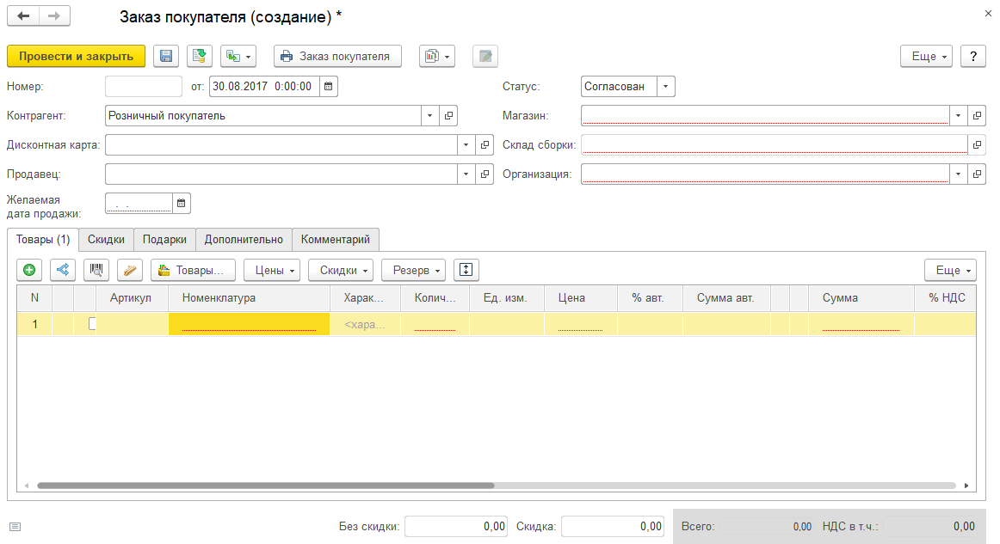 Заказ покупателя (создание) *
Провести и закрыть Заказ покупателя Еще ?
Номер: от: 30.08.2017 0:00:00 Статус: Согласован
Контрагент: Розничный покупатель Магазин:
Дисконтная карта: Склад сборки:
Продавец: Организация:
Желаемая
дата продажи: . .
Товары (1) Скидки Подарки Дополнительно Комментарий
Товары... Цены Скидки Резерв Еще
N Артикул Номенклатура Харак... Колич... Ед. изм. Цена % авт. Сумма авт. Сумма % НДС
1 <хара...
Без скидки: 0,00 Скидка: 0,00 Всего: 0,00 НДС в т.ч.: 0,00